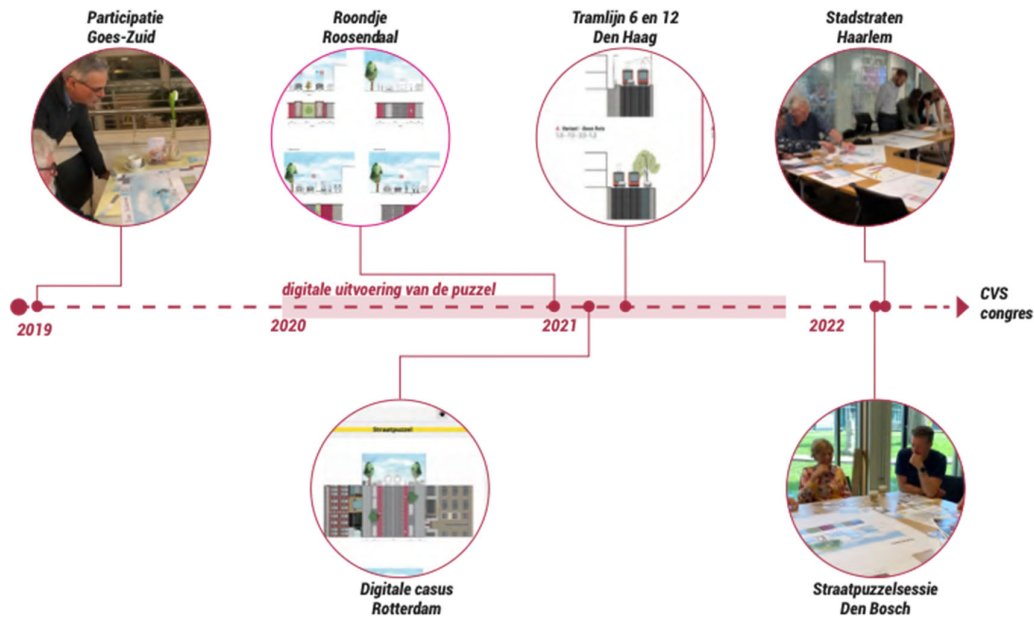 Participatie
Goes-Zuid
Roondje
Roosendaal
Tramlijn 6 en 12
Den Haag
Stadstraten
Haarlem
digitale uitvoering van de puzzel
2019
2020
2021
2022
CVS
congres
Straatpuzzel
Digitale casus
Rotterdam
Straatpuzzelsessie
Den Bosch